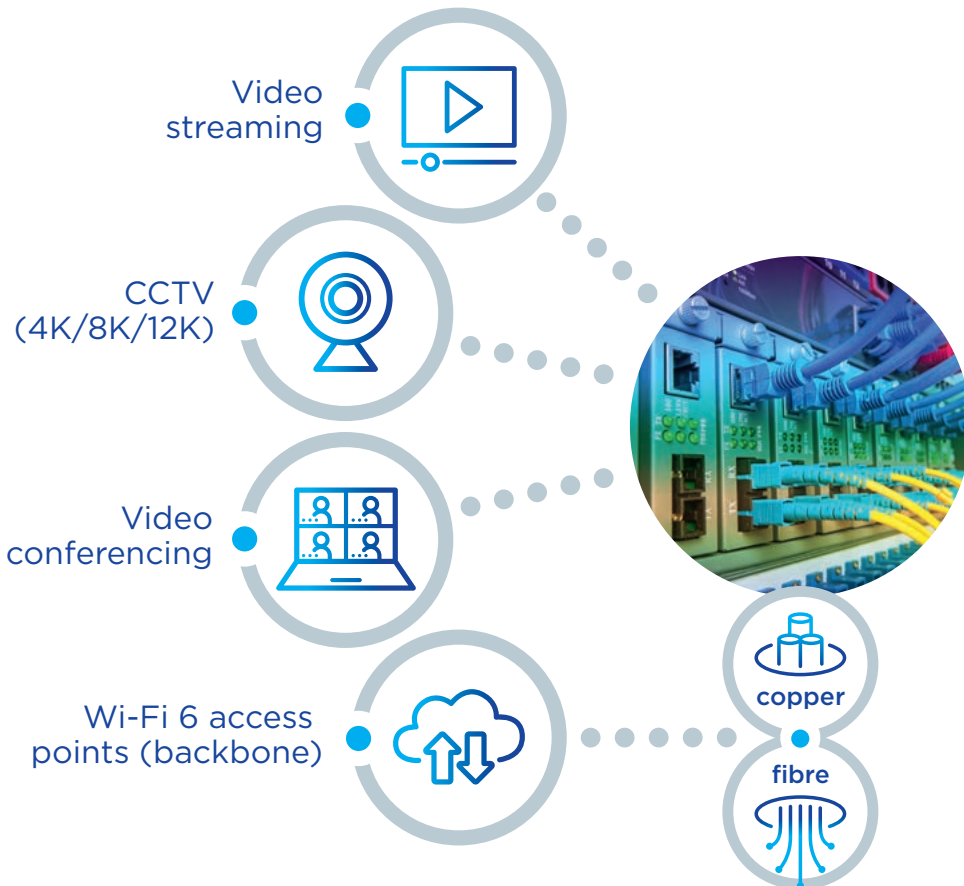 Video
streaming
CCTV
(4K/8K/12K)
Video
conferencing
Wi-Fi 6 access
points (backbone)
copper
fibre